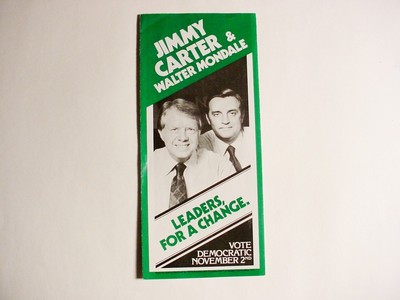 JIMMY
CARTER &
WALTER MONDALE
LEADERS,
FOR A CHANGE.
VOTE
DEMOCRATIC
NOVEMBER 2ND